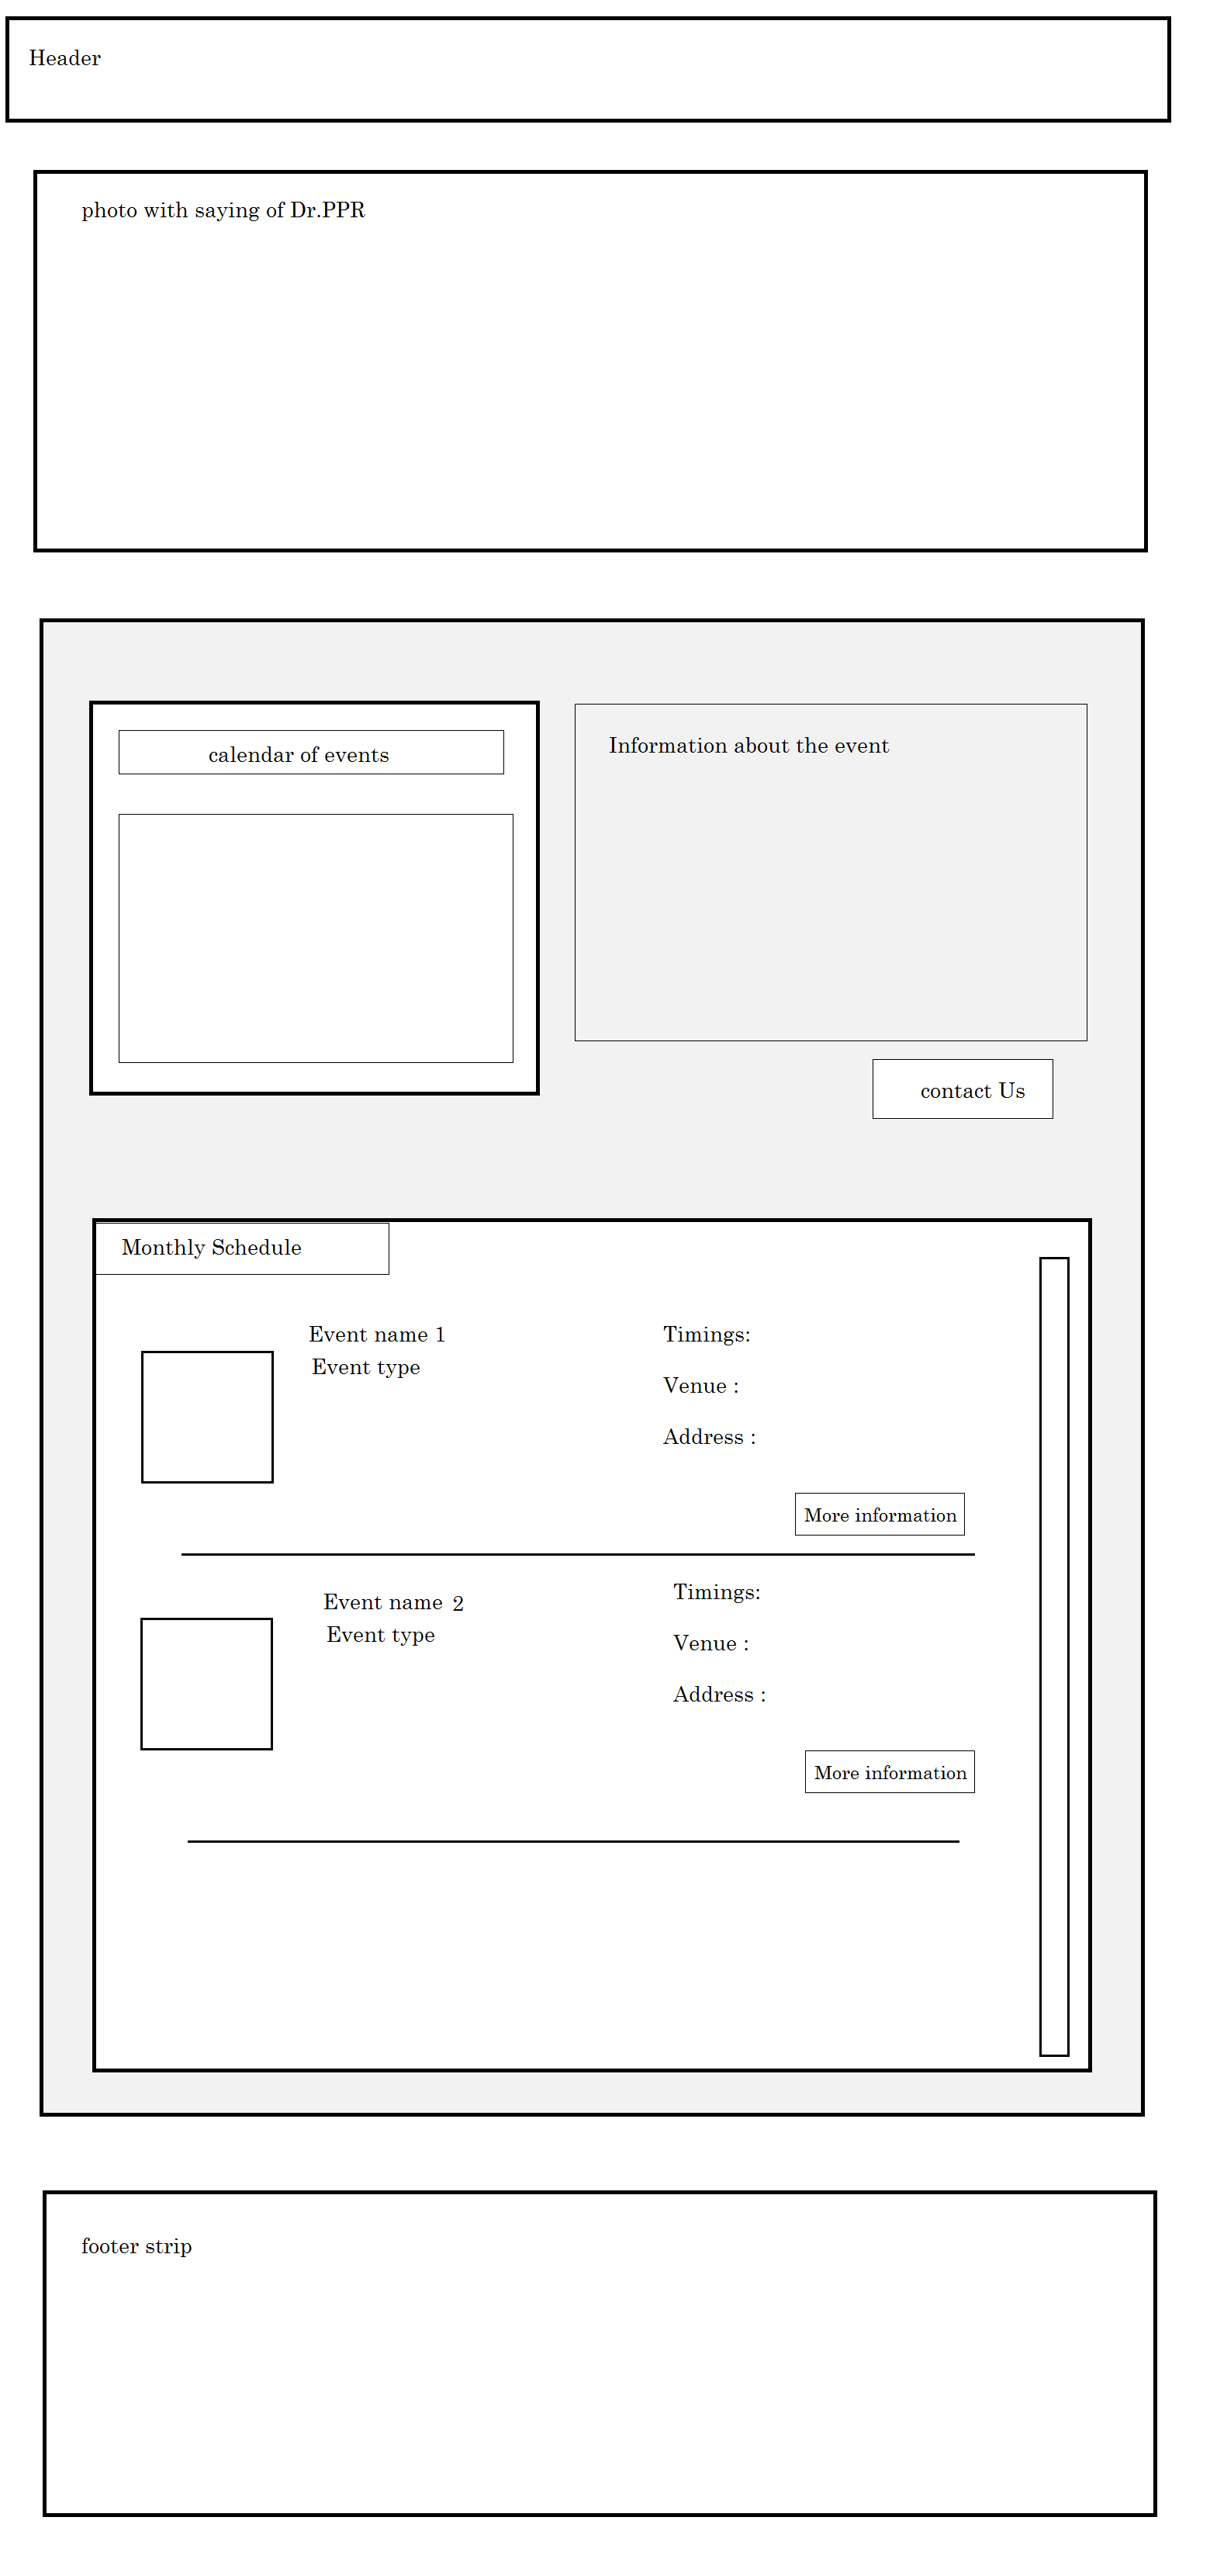 Header
photo with saying of Dr.PPR
calendar of events
Information about the event
contact Us
Monthly Schedule
Event name 1
Event type
Timings:
Venue :
Address :
More information
Event name 2
Event type
Timings:
Venue :
Address :
More information
footer strip